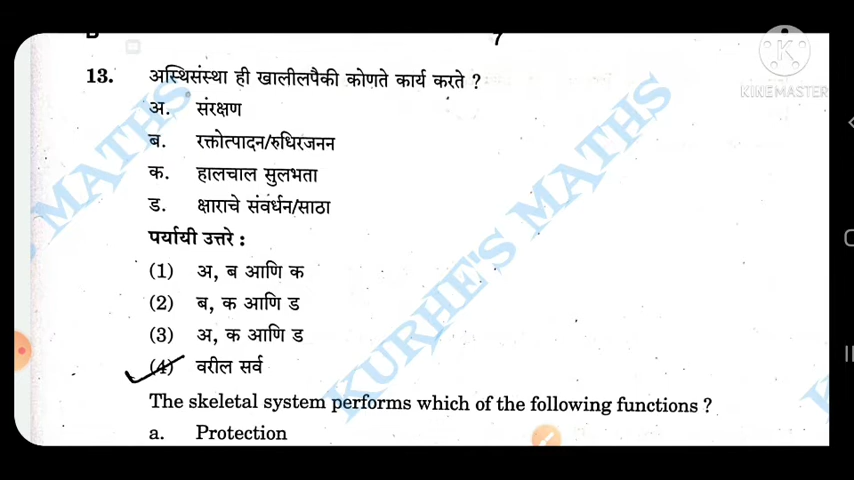 13. अस्थिसंस्था ही खालीलपैकी कोणते कार्य करते ?
अ. संरक्षण
ब. रक्तोत्पादन/रुधिरजनन
क. हालचाल सुलभता
ड. क्षाराचे संवर्धन/साठा
पर्यायी उत्तरे :
(1) अ, ब आणि क
(2) ब, क आणि ड
(3) अ, क आणि ड
(4) वरील सर्व
The skeletal system performs which of the following functions ?
a. Protection
KURHE'S MATHS
S MATHS
KINEMASTER